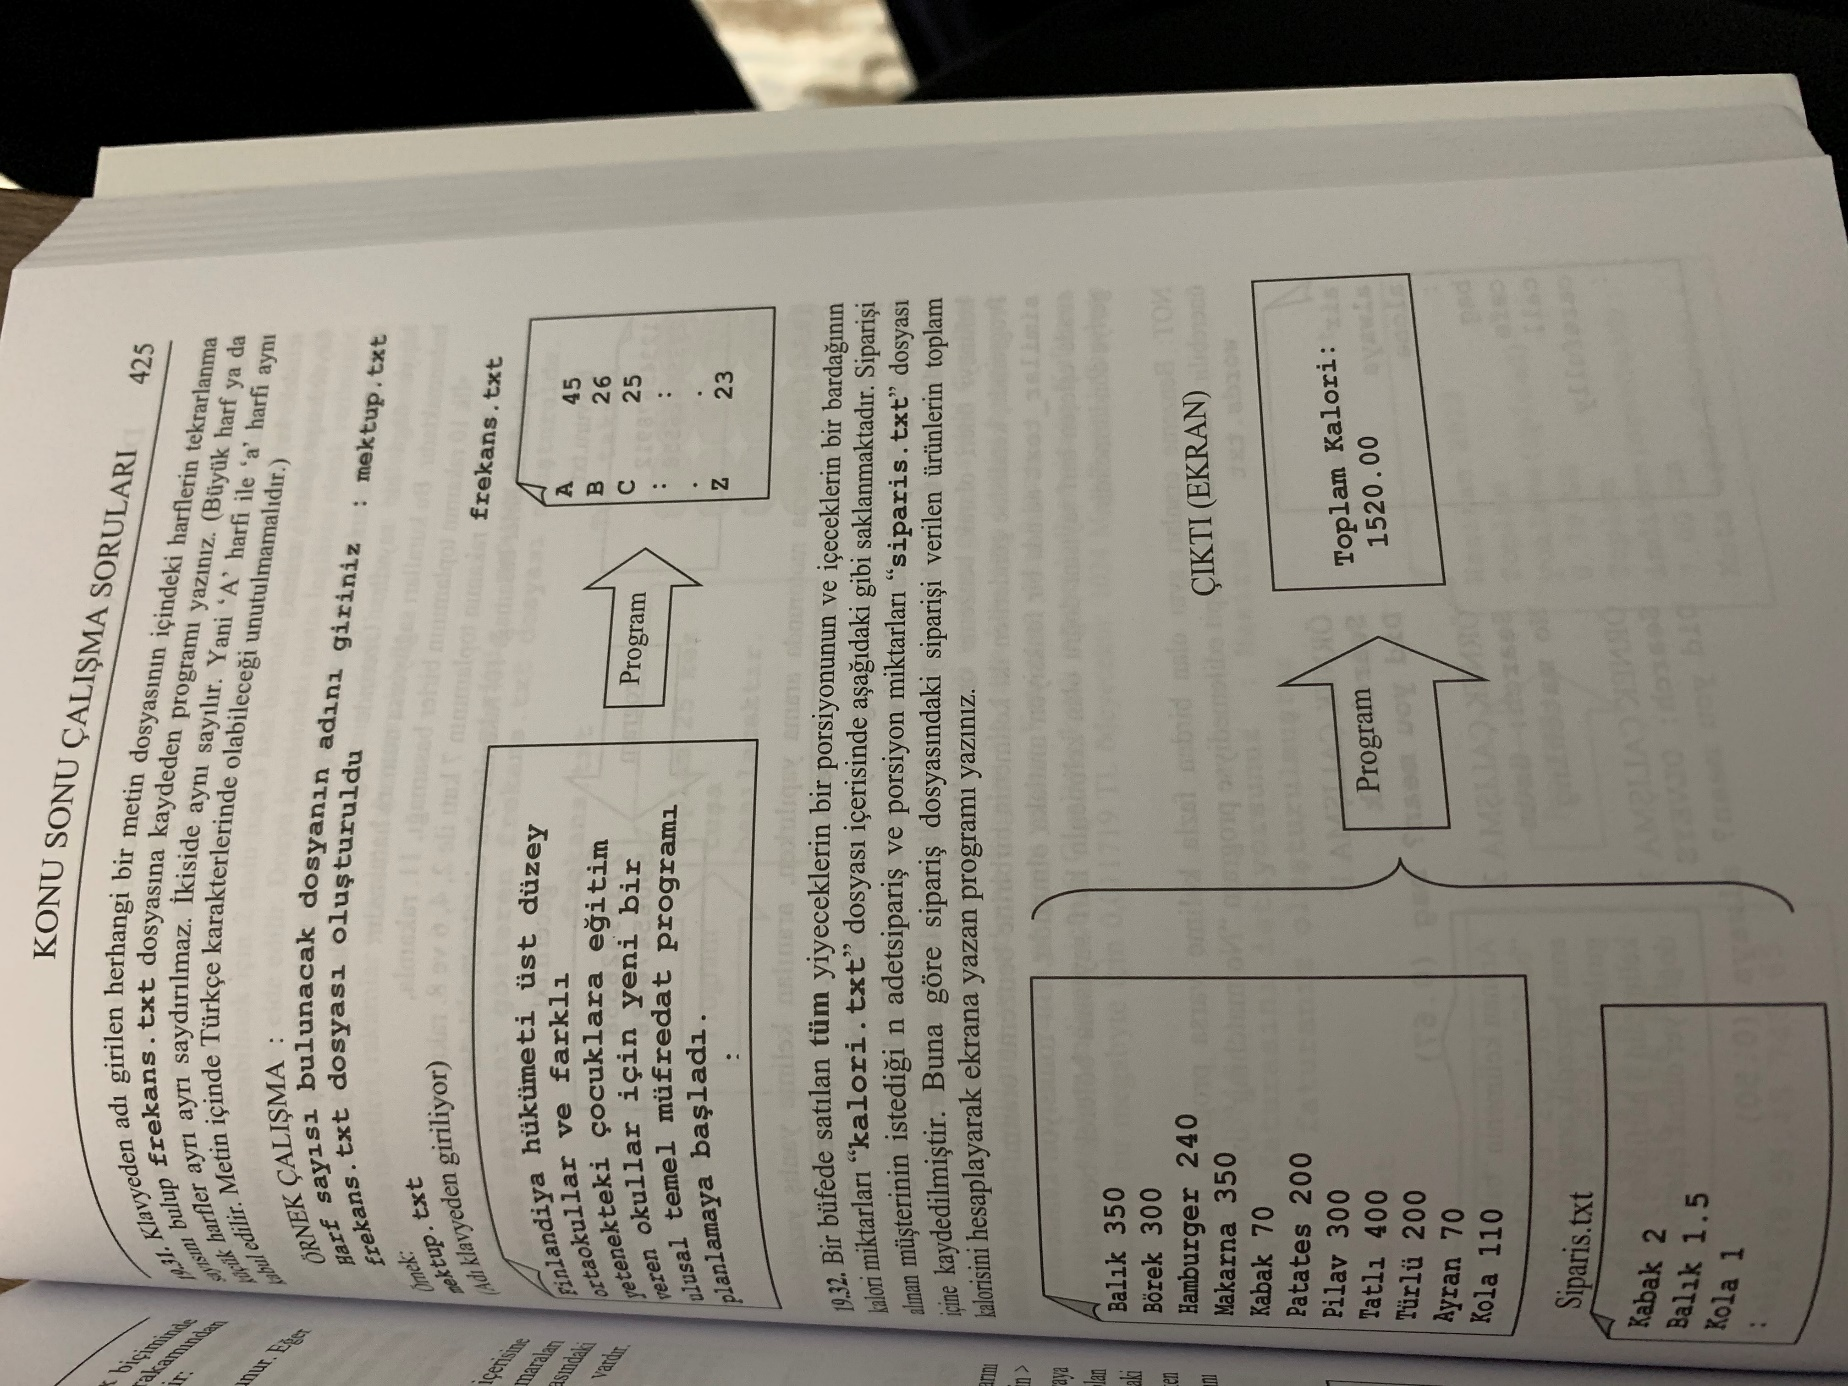 KONU SONU ÇALIŞMA SORULARI 425
19.31. Klavyeden adı girilen herhangi bir metin dosyasının içindeki harflerin tekrarlanma
sayısını bulup frekans.txt dosyasına kaydeden programı yazınız. (Büyük harf ya da
küçük harfler ayrı ayrı saydırılmaz. İkiside aynı sayılır. Yani ‘A’ harfi ile ‘a’ harfi aynı
kabul edilir. Metin içinde Türkçe karakterlerinde olabileceği unutulmamalıdır.)
ÖRNEK ÇALIŞMA :
Harf sayısı bulunacak dosyanın adını giriniz : mektup.txt
frekans.txt dosyası oluşturuldu
Örnek:
mektup.txt
(Adı klavyeden giriliyor)
Finlandiya hükümeti üst düzey
ortaokullar ve farklı
yetenekteki çocuklara eğitim
veren okullar için yeni bir
ulusal temel müfredat programı
planlamaya başladı.
:
Program
frekans.txt
A 45
B 26
C 25
: :
. .
Z 23
19.32. Bir büfede satılan tüm yiyeceklerin bir porsiyonunun ve içeceklerin bir bardağının
kalori miktarları “kalori.txt” dosyası içerisinde aşağıdaki gibi saklanmaktadır. Siparişi
alınan müşterinin istediği n adetsipariş ve porsiyon miktarları “siparis.txt” dosyası
içine kaydedilmiştir. Buna göre sipariş dosyasındaki siparişi verilen ürünlerin toplam
kalorisini hesaplayarak ekrana yazan programı yazınız.
Balık 350
Börek 300
Hamburger 240
Makarna 350
Kabak 70
Patates 200
Pilav 300
Tatlı 400
Türlü 200
Ayran 70
Kola 110
Siparis.txt
Kabak 2
Balık 1.5
Kola 1
:
Program
ÇIKTI (EKRAN)
Toplam Kalori:
1520.00
biçiminde
rakamından
Eğer
içerisine
maralan
asındaki
vardır.